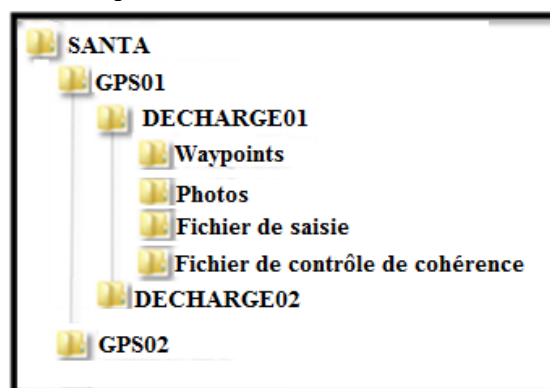 SANTA
GPS01
DECHARGE01
Waypoints
Photos
Fichier de saisie
Fichier de contrôle de cohérence
DECHARGE02
GPS02